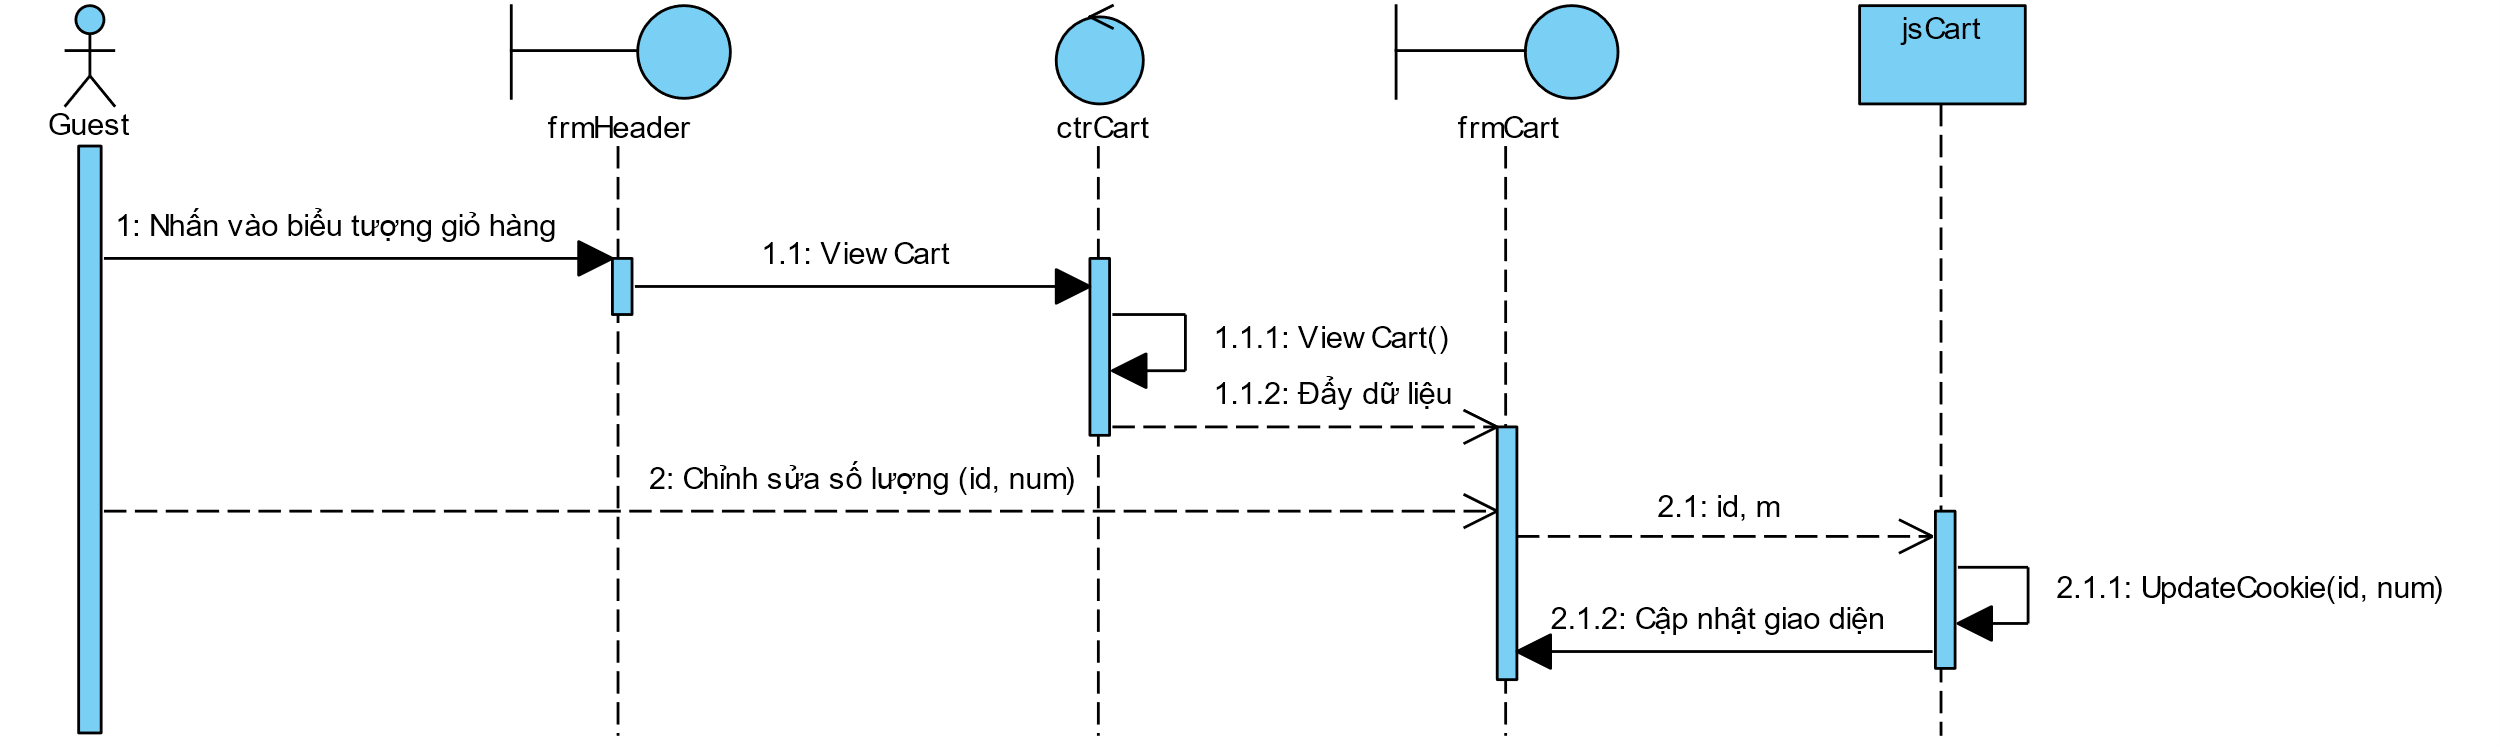 jsCart
Guest
frmHeader
ctrCart
frmCart
1: Nhấn vào biểu tượng giỏ hàng
1.1: View Cart
1.1.1: View Cart()
1.1.2: Đẩy dữ liệu
2: Chỉnh sửa số lượng (id, num)
2.1: id, m
2.1.1: UpdateCookie(id, num)
2.1.2: Cập nhật giao diện